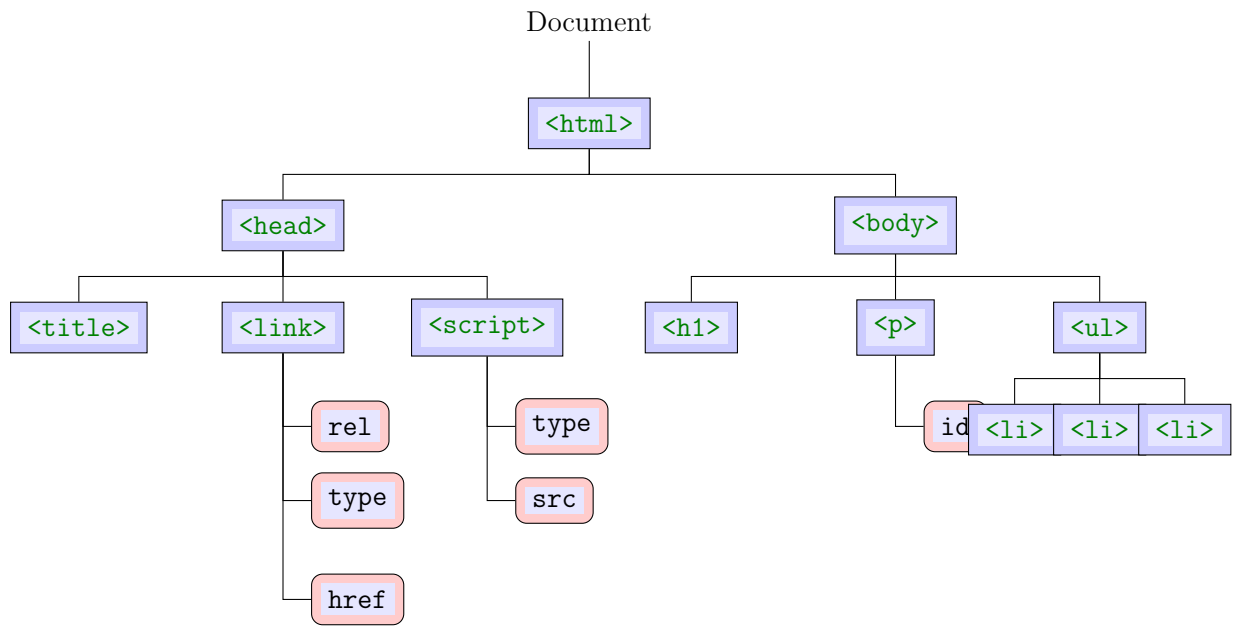 Document
<html>
<head>
<body>
<title>
<link>
<script>
<h1>
<p>
<ul>
rel
type
id
<li>
<li>
<li>
type
src
href